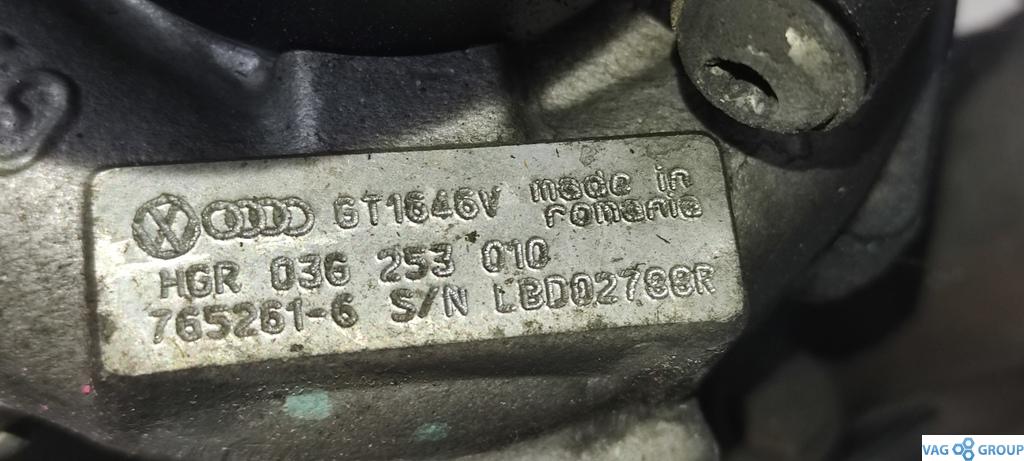 GT1646V made in
romania
HGR 03G 253 010
765261-6 S/N LBD02788R
VAG GROUP